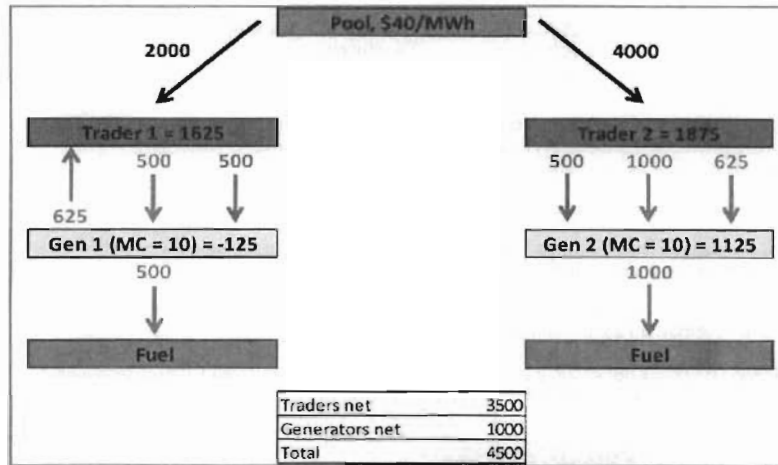 Pool, $40/MWh
2000 4000
Trader 1 = 1625 Trader 2 = 1875
500 500 500 1000 625
625
Gen 1 (MC = 10) = -125 Gen 2 (MC = 10) = 1125
500 1000
Fuel Fuel
Traders net 3500
Generators net 1000
Total 4500